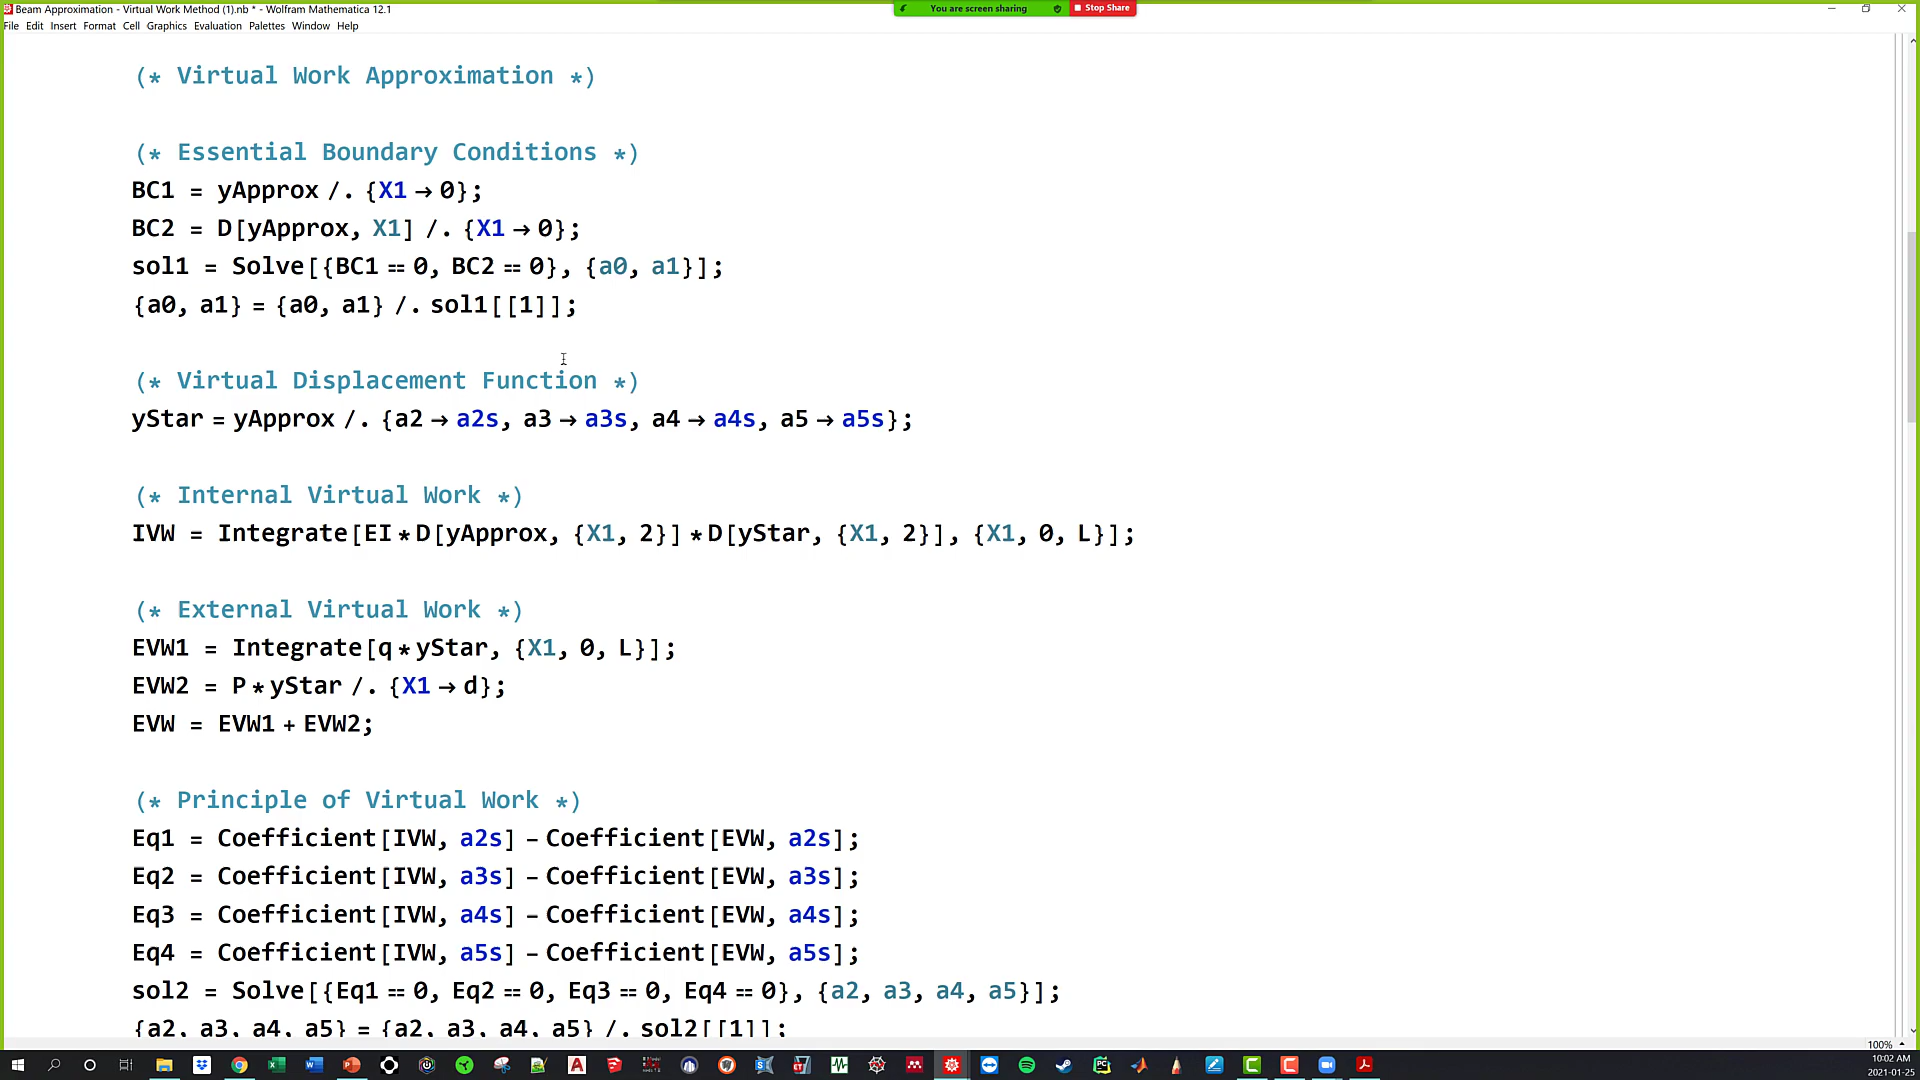 Beam Approximation - Virtual Work Method (1).nb * - Wolfram Mathematica 12.1
You are screen sharing
Stop Share
File Edit Insert Format Cell Graphics Evaluation Palettes Window Help
(* Virtual Work Approximation *)
(* Essential Boundary Conditions *)
BC1 = yApprox /. {X1 → 0};
BC2 = D[yApprox, X1] /. {X1 → 0};
sol1 = Solve[{BC1 == 0, BC2 == 0}, {a0, a1}];
{a0, a1} = {a0, a1} /. sol1[[1]];
(* Virtual Displacement Function *)
yStar = yApprox /. {a2 → a2s, a3 → a3s, a4 → a4s, a5 → a5s};
(* Internal Virtual Work *)
IVW = Integrate[EI * D[yApprox, {X1, 2}] * D[yStar, {X1, 2}], {X1, 0, L}];
(* External Virtual Work *)
EVW1 = Integrate[q * yStar, {X1, 0, L}];
EVW2 = P * yStar /. {X1 → d};
EVW = EVW1 + EVW2;
(* Principle of Virtual Work *)
Eq1 = Coefficient[IVW, a2s] - Coefficient[EVW, a2s];
Eq2 = Coefficient[IVW, a3s] - Coefficient[EVW, a3s];
Eq3 = Coefficient[IVW, a4s] - Coefficient[EVW, a4s];
Eq4 = Coefficient[IVW, a5s] - Coefficient[EVW, a5s];
sol2 = Solve[{Eq1 == 0, Eq2 == 0, Eq3 == 0, Eq4 == 0}, {a2, a3, a4, a5}];
{a2, a3, a4, a5} = {a2, a3, a4, a5} /. sol2[[1]];
100%
10:02 AM
2021-01-25